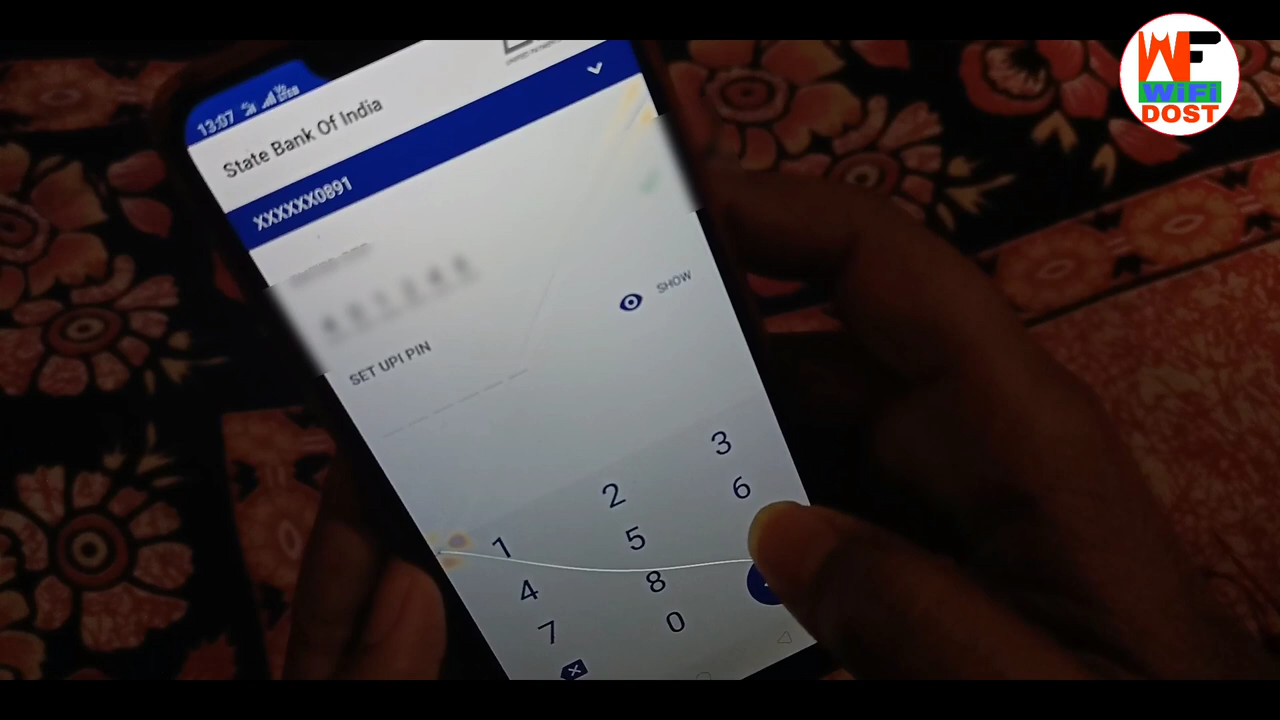 WF
WiFi
DOST
13:07
State Bank Of India
XXXXXX0891
SHOW
SET UPI PIN
1 2 3
4 5 6
7 8
0